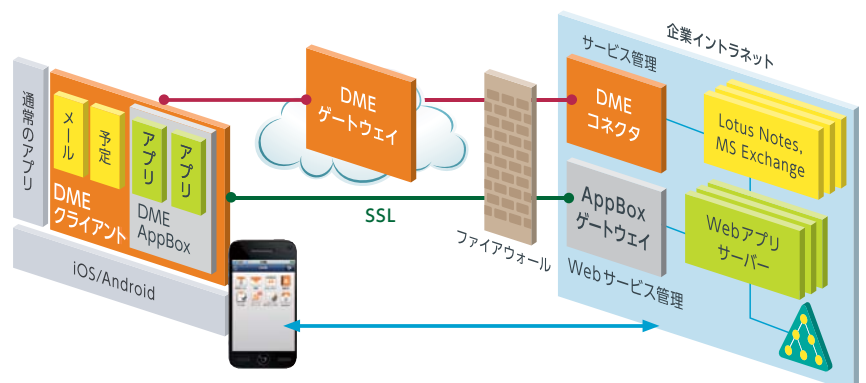 通常のアプリ
メール
予定
アプリ
アプリ
DME
クライアント
DME
AppBox
iOS/Android
DME
ゲートウェイ
SSL
ファイアウォール
企業イントラネット
サービス管理
DME
コネクタ
Lotus Notes,
MS Exchange
AppBox
ゲートウェイ
Webサービス管理
Webアプリ
サーバー